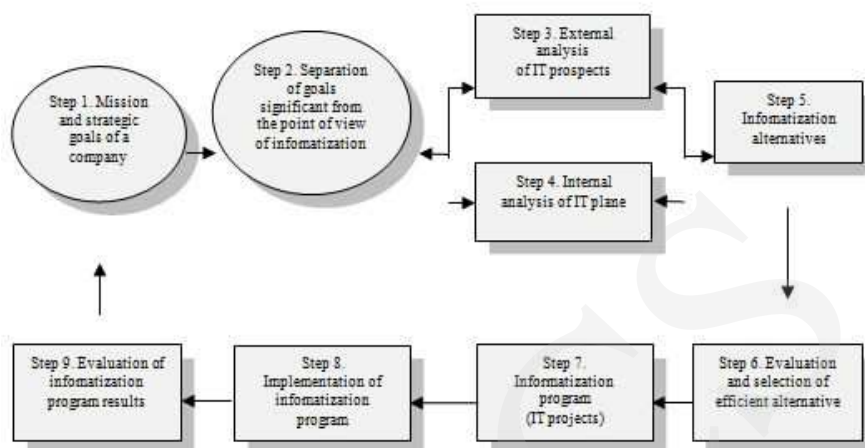 Step 1. Mission
and strategic
goals of a
company
Step 2. Separation
of goals
significant from
the point of view
of infomatization
Step 3. External
analysis
of IT prospects
Step 4. Internal
analysis of IT plane
Step 5.
Infomatization
alternatives
Step 6. Evaluation
and selection of
efficient alternative
Step 7.
Informatization
program
(IT projects)
Step 8.
Implementation of
infomatization
program
Step 9. Evaluation of
infomatization
program results